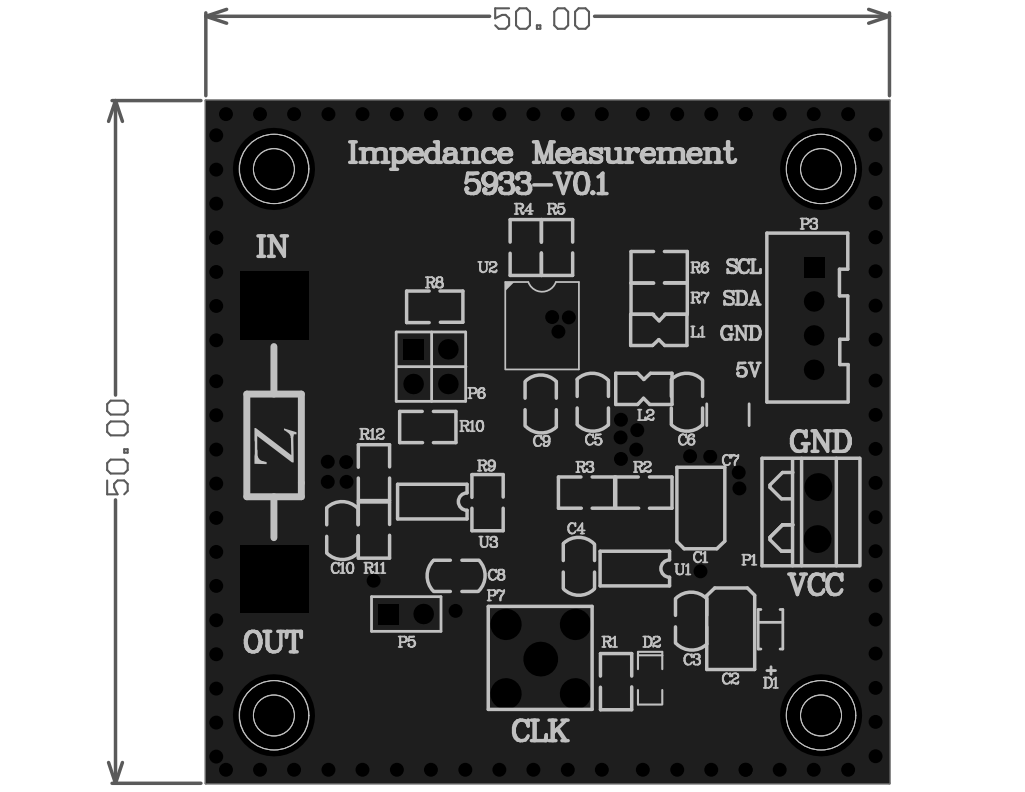 50.00
50.00
Impedance Measurement
5933-V0.1
R4 R5
P3
IN
U2
R6
SCL
R8
R7
SDA
L1
GND
5V
P6
L2
R10
R12
C9
C5
C6
GND
Z
R9
R3
R2
C7
C4
U3
C1
P1
C10
R11
C8
U1
VCC
P7
OUT
P5
R1
D2
C3
C2
+
D1
CLK